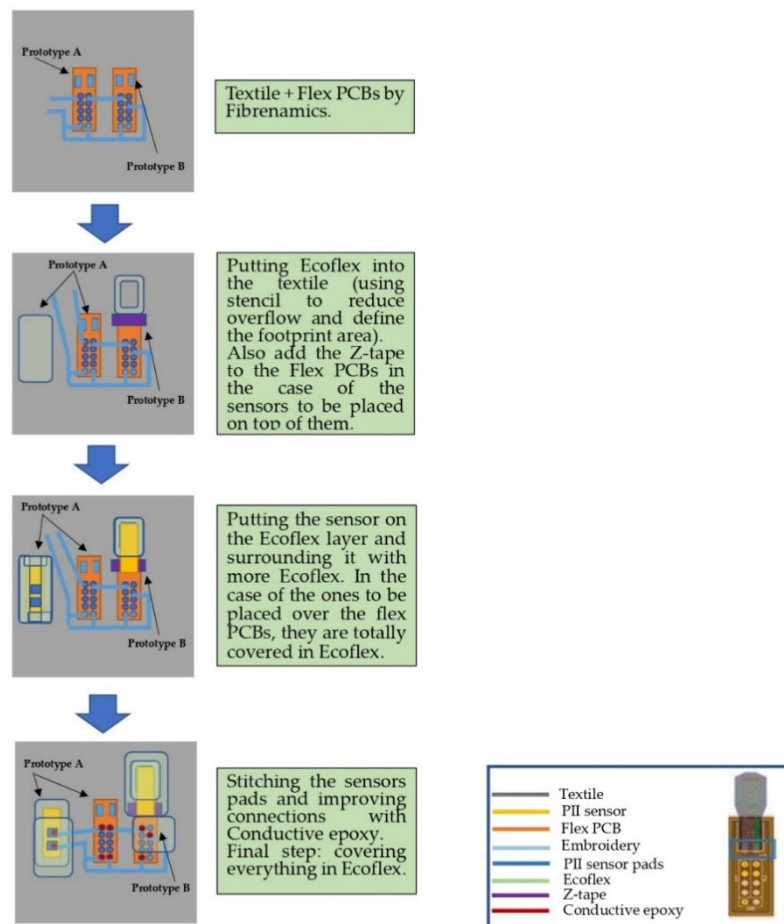 Prototype A
Prototype B
Textile + Flex PCBs by
Fibrenamics.
Prototype A
Prototype B
Putting Ecoflex into
the textile (using
stencil to reduce
overflow and define
the footprint area).
Also add the Z-tape
to the Flex PCBs in
the case of the
sensors to be placed
on top of them.
Prototype A
Prototype B
Putting the sensor on
the Ecoflex layer and
surrounding it with
more Ecoflex. In the
case of the ones to be
placed over the flex
PCBs, they are totally
covered in Ecoflex.
Prototype A
Prototype B
Stitching the sensors
pads and improving
connections with
Conductive epoxy.
Final step: covering
everything in Ecoflex.
Textile
PII sensor
Flex PCB
Embroidery
PII sensor pads
Ecoflex
Z-tape
Conductive epoxy